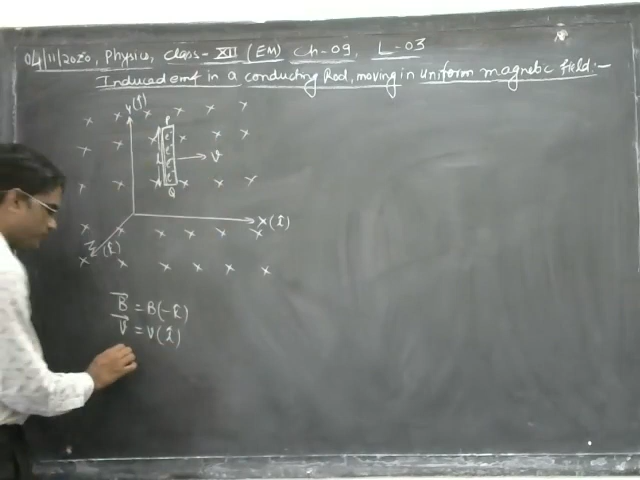 04/11/2020, Physics, Class-XII (EM) Ch-09, L-03
Induced emf in a conducting Rod, moving in Uniform magnetic field:-
Y(ĵ)
P
V
Q
X(î)
Z(k̂)
B⃗ = B(-k̂)
V⃗ = V(î)